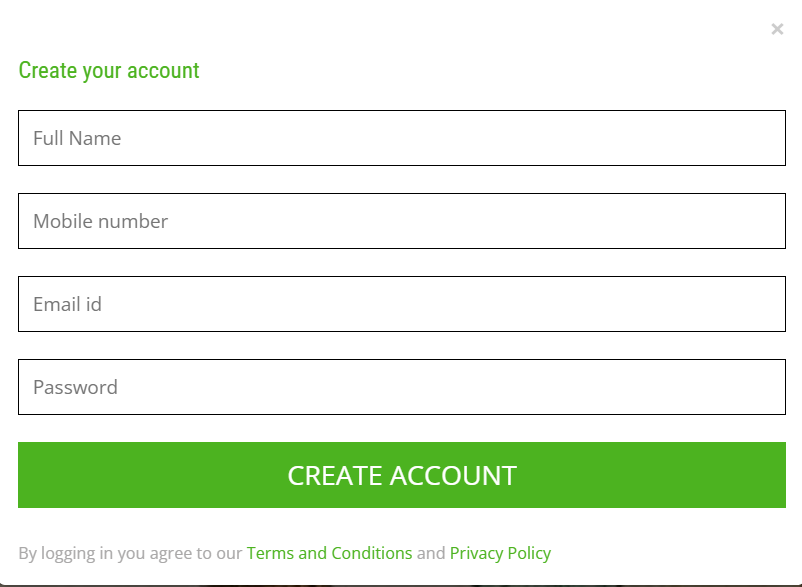 ×
Create your account
Full Name
Mobile number
Email id
Password
CREATE ACCOUNT
By logging in you agree to our Terms and Conditions and Privacy Policy